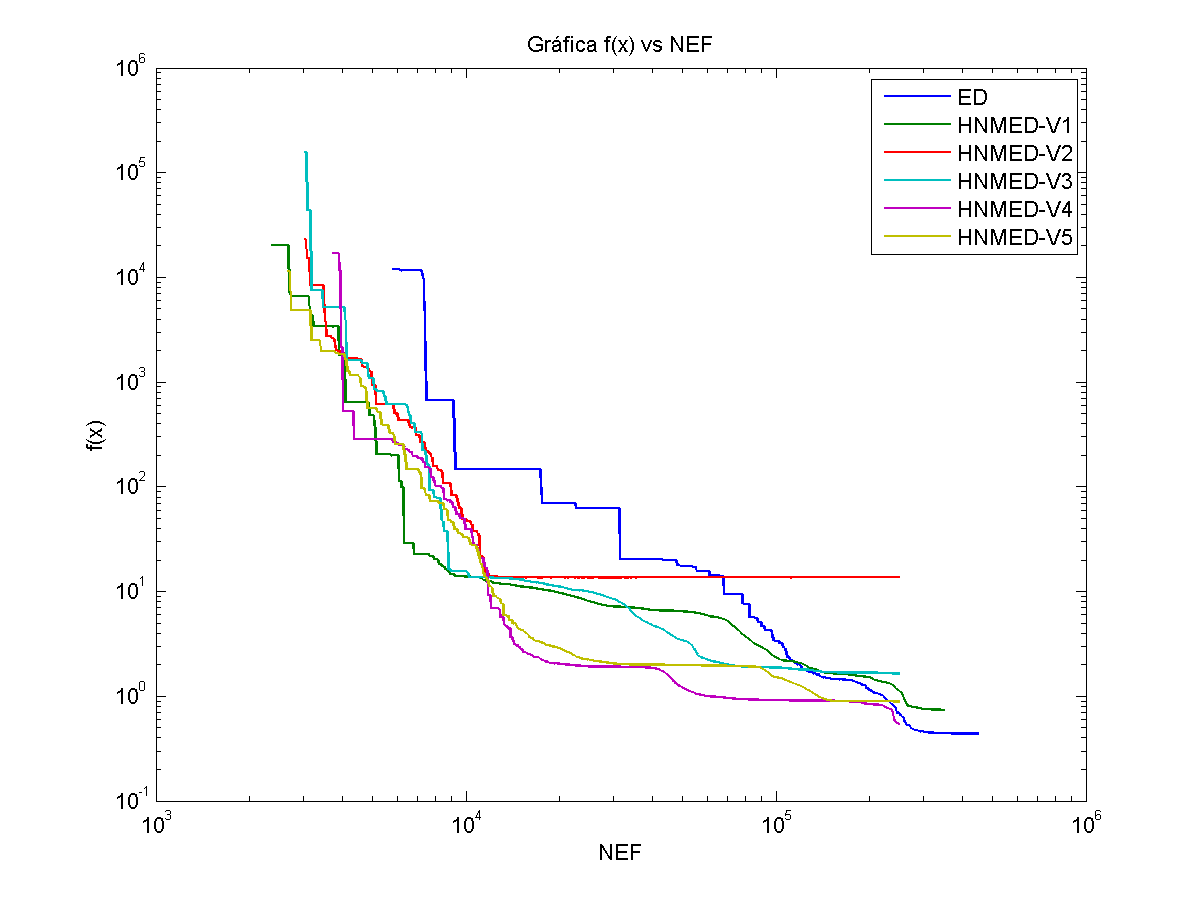 Gráfica f(x) vs NEF
10^6
10^5
10^4
10^3
10^2
10^1
10^0
10^-1
f(x)
ED
HNMED-V1
HNMED-V2
HNMED-V3
HNMED-V4
HNMED-V5
10^3 10^4 10^5 10^6
NEF